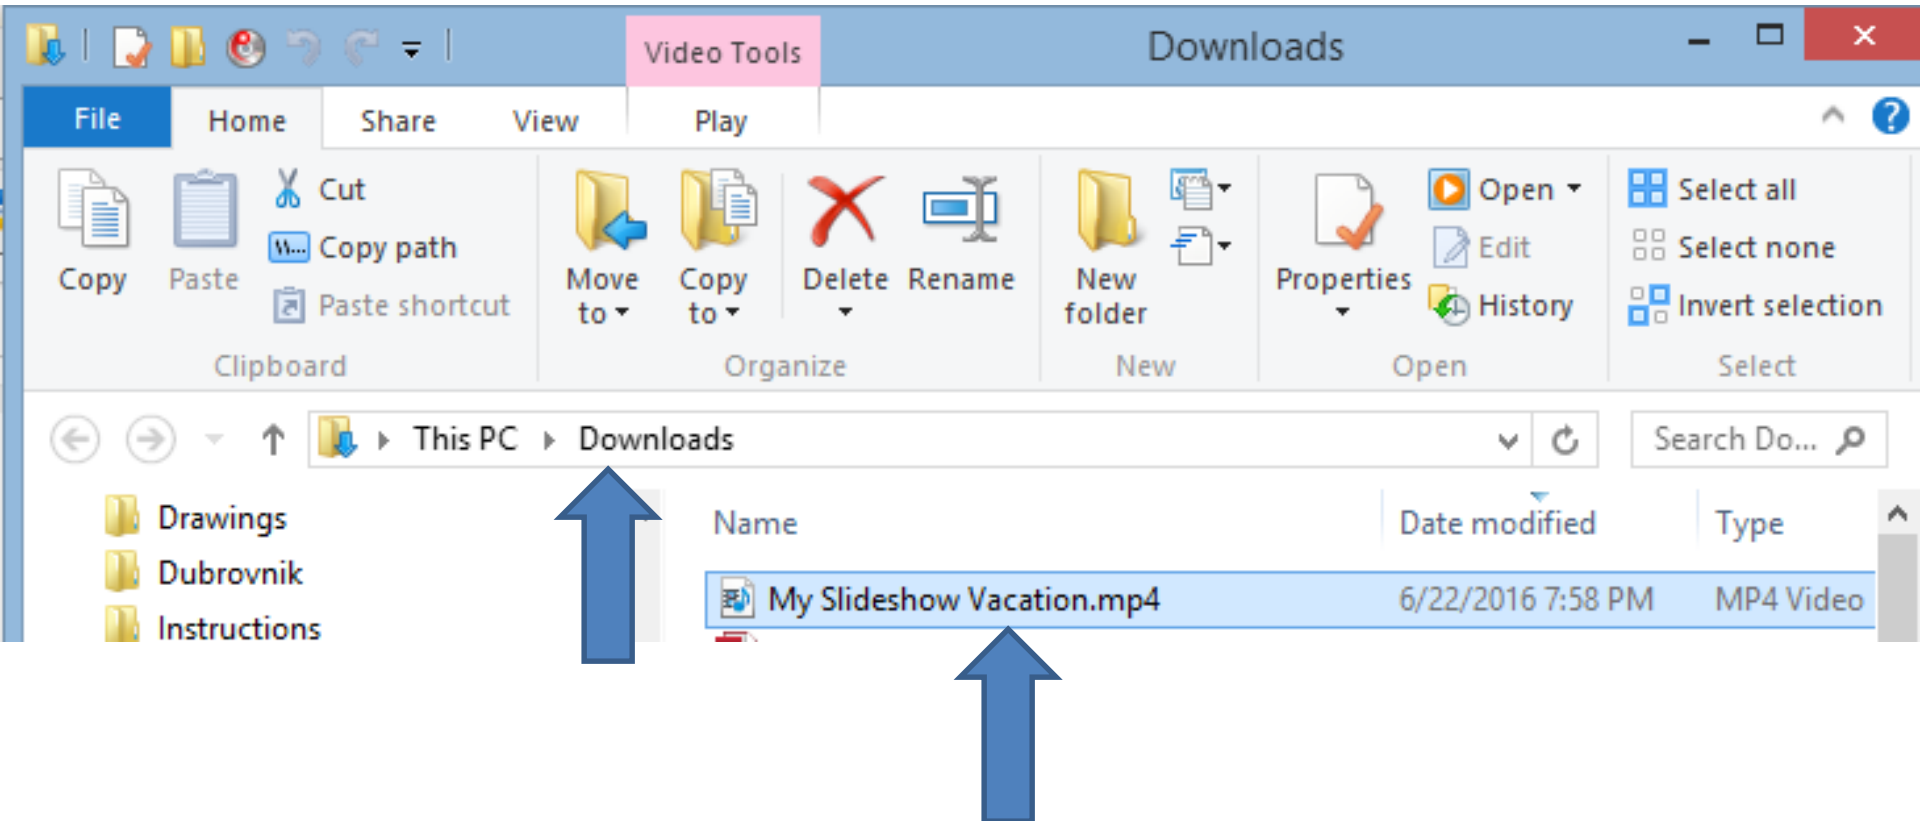 Video Tools
Downloads
File
Home
Share
View
Play
?
Copy
Paste
Cut
W...
Copy path
Paste shortcut
Clipboard
Move to
Copy to
Delete
Rename
Organize
New folder
New
Properties
Open
Edit
History
Open
Select all
Select none
Invert selection
Select
This PC
Downloads
Search Do...
Drawings
Dubrovnik
Instructions
Name
Date modified
Type
My Slideshow Vacation.mp4
6/22/2016 7:58 PM
MP4 Video